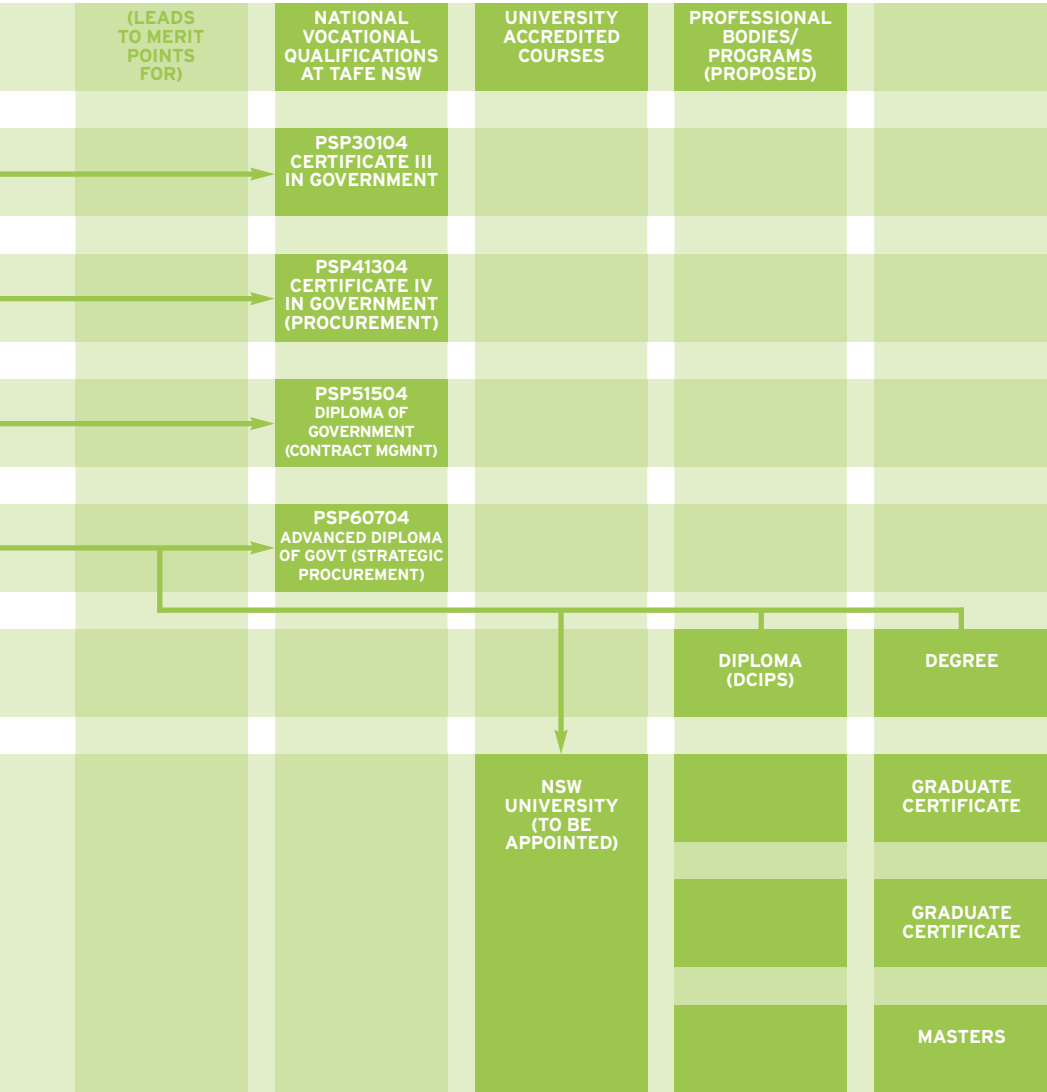 (LEADS
TO MERIT
POINTS
FOR)
NATIONAL
VOCATIONAL
QUALIFICATIONS
AT TAFE NSW
UNIVERSITY
ACCREDITED
COURSES
PROFESSIONAL
BODIES/
PROGRAMS
(PROPOSED)
PSP30104
CERTIFICATE III
IN GOVERNMENT
PSP41304
CERTIFICATE IV
IN GOVERNMENT
(PROCUREMENT)
PSP51504
DIPLOMA OF
GOVERNMENT
(CONTRACT MGMNT)
PSP60704
ADVANCED DIPLOMA
OF GOVT (STRATEGIC
PROCUREMENT)
DIPLOMA
(DCIPS)
DEGREE
NSW
UNIVERSITY
(TO BE
APPOINTED)
GRADUATE
CERTIFICATE
GRADUATE
CERTIFICATE
MASTERS